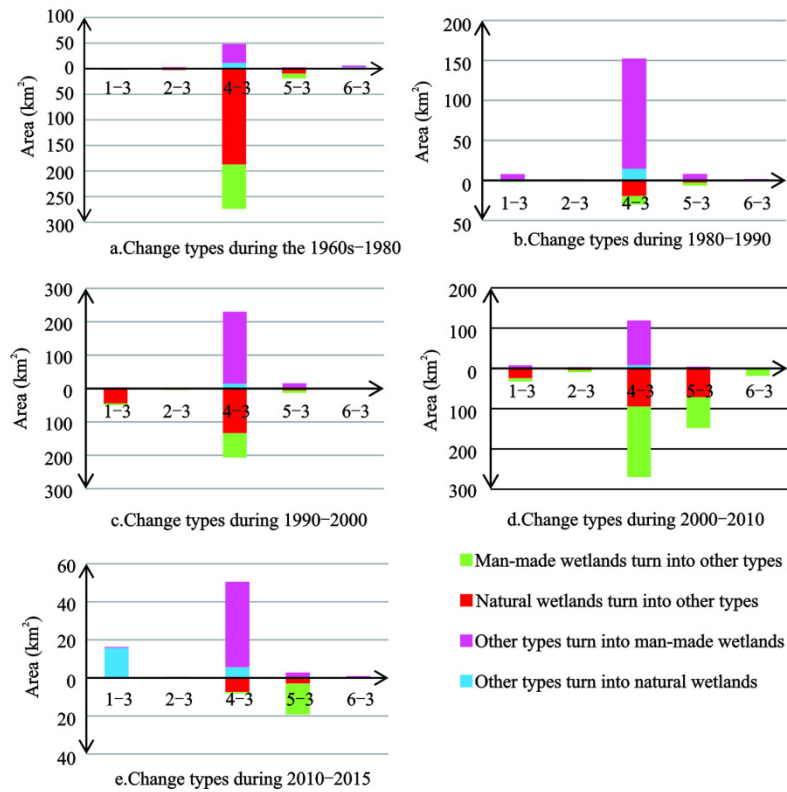 100
50
0
50
100
150
200
250
300
Area (km²)
1−3 2−3 4−3 5−3 6−3
a.Change types during the 1960s−1980
200
150
100
50
0
50
Area (km²)
1−3 2−3 4−3 5−3 6−3
b.Change types during 1980−1990
300
200
100
0
100
200
300
Area (km²)
1−3 2−3 4−3 5−3 6−3
c.Change types during 1990−2000
200
100
0
100
200
300
Area (km²)
1−3 2−3 4−3 5−3 6−3
d.Change types during 2000−2010
60
40
20
0
20
40
Area (km²)
1−3 2−3 4−3 5−3 6−3
e.Change types during 2010−2015
Man-made wetlands turn into other types
Natural wetlands turn into other types
Other types turn into man-made wetlands
Other types turn into natural wetlands